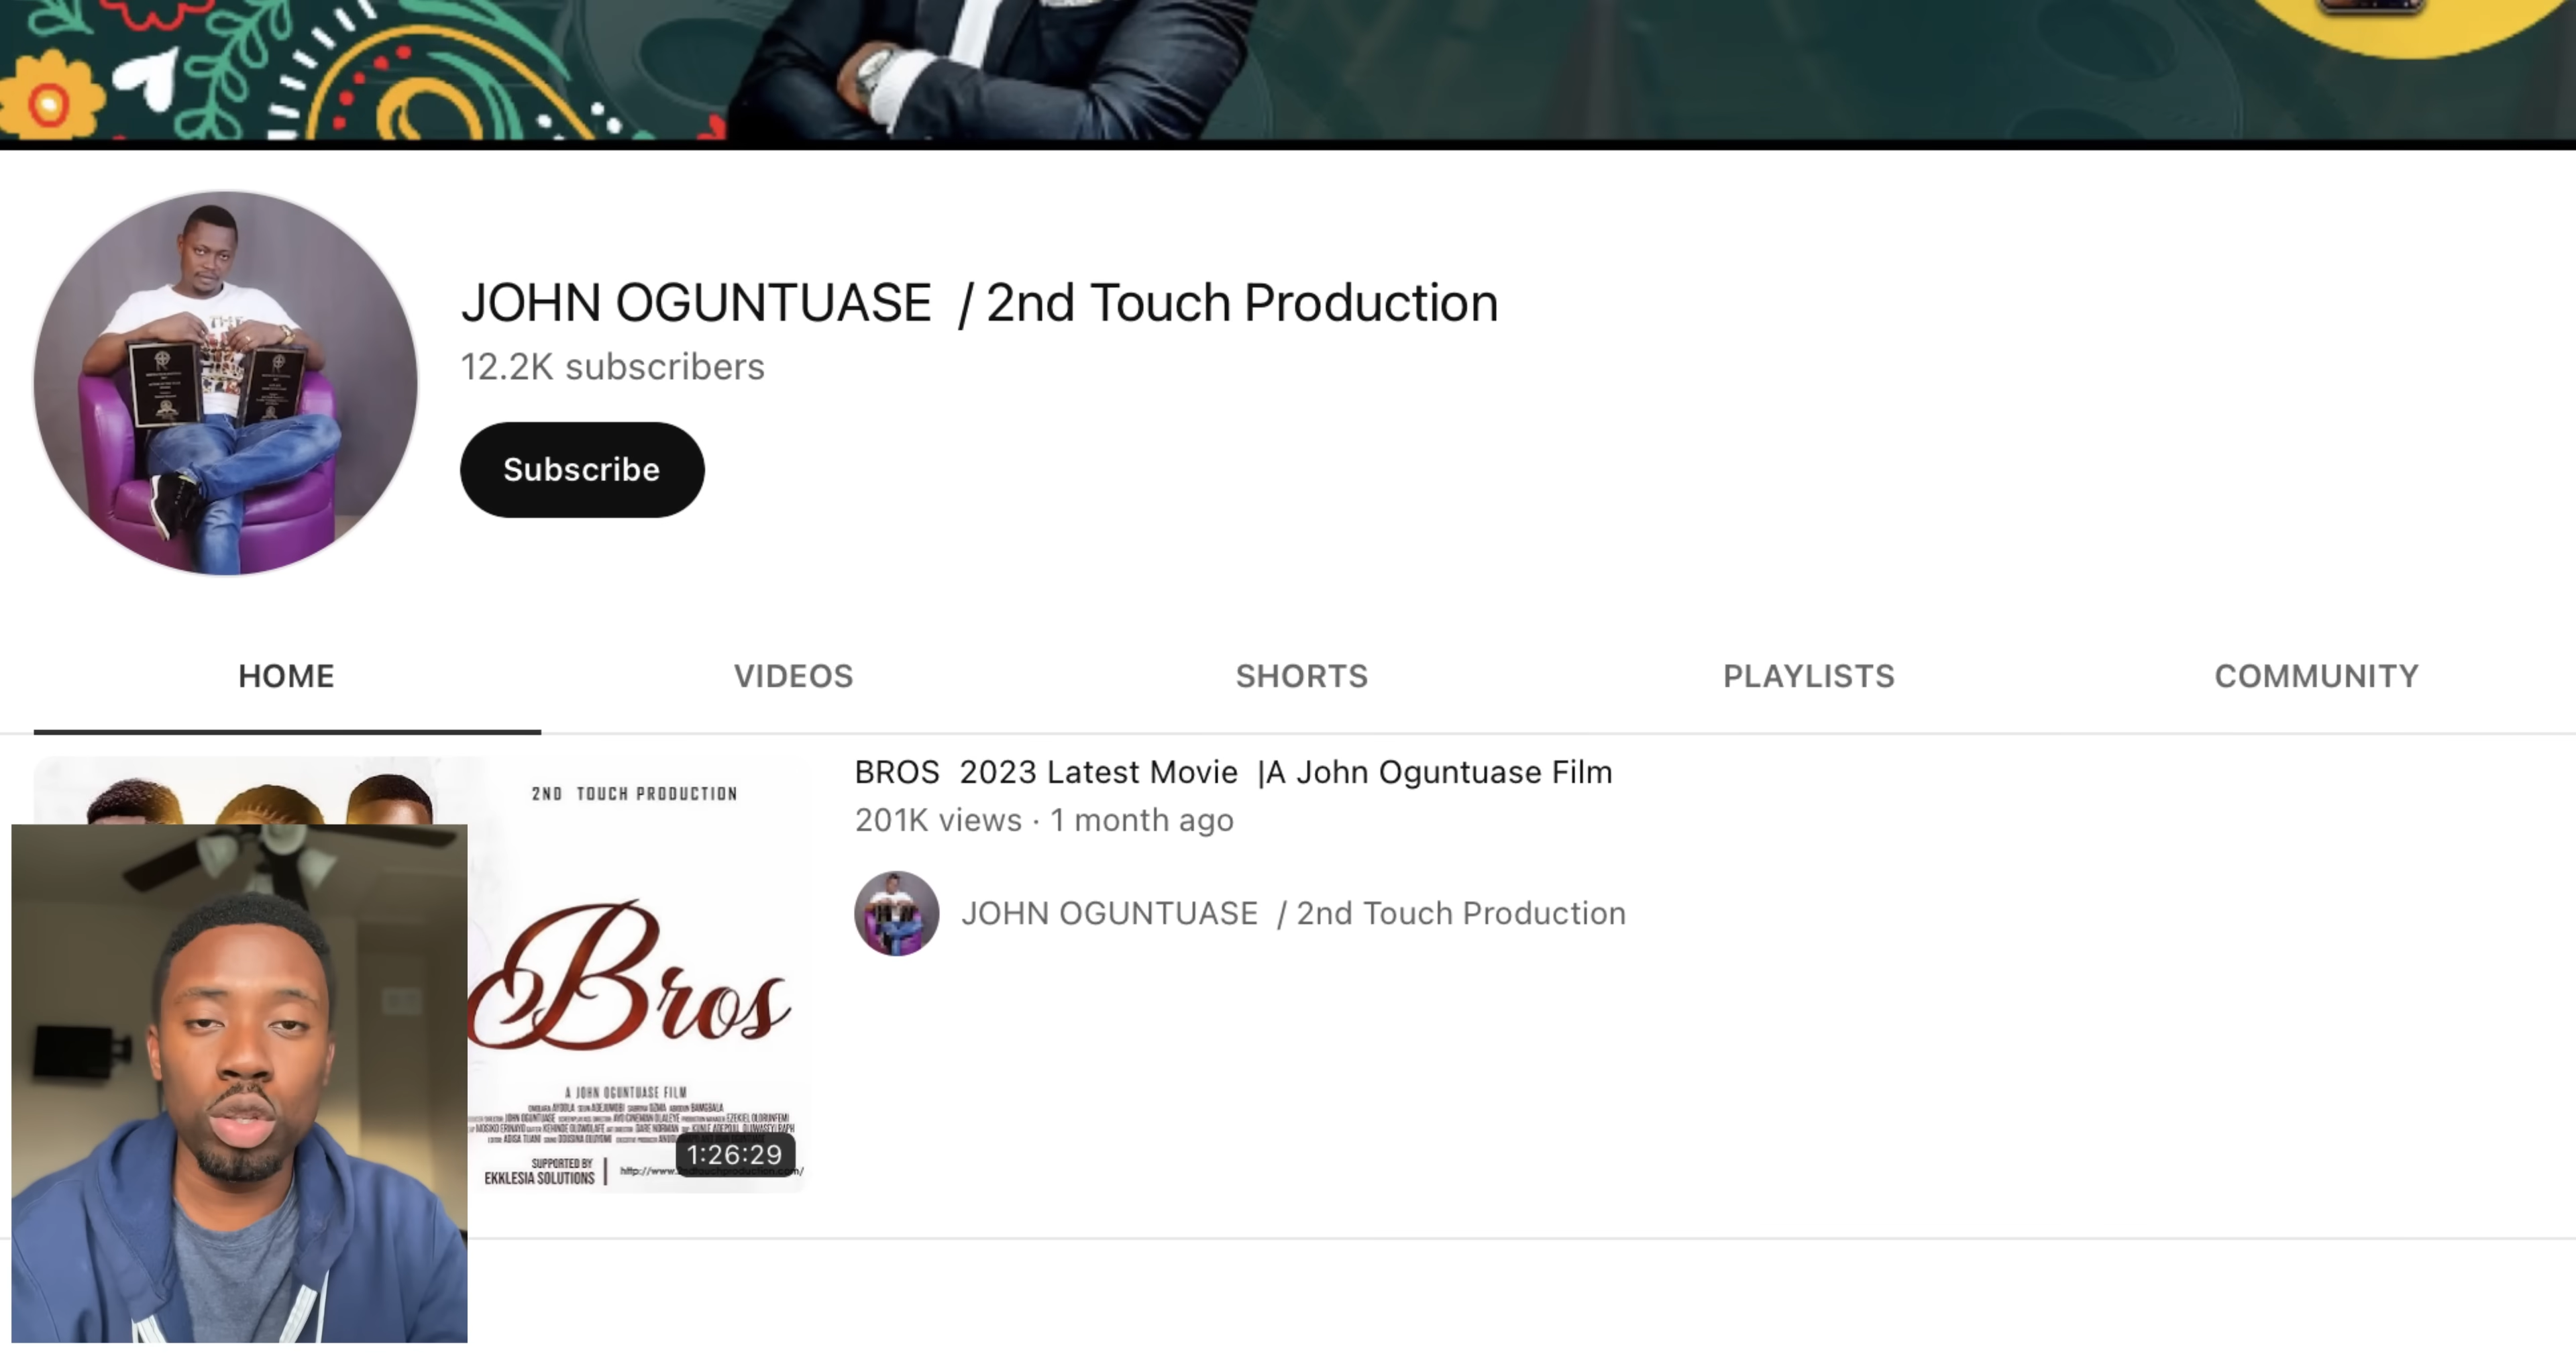 JOHN OGUNTUASE / 2nd Touch Production
12.2K subscribers
Subscribe
HOME
VIDEOS
SHORTS
PLAYLISTS
COMMUNITY
2ND TOUCH PRODUCTION
Bros
A JOHN OGUNTUASE FILM
SUPPORTED BY
EKKLESIA SOLUTIONS
http://www.
1:26:29
BROS 2023 Latest Movie |A John Oguntuase Film
201K views · 1 month ago
JOHN OGUNTUASE / 2nd Touch Production